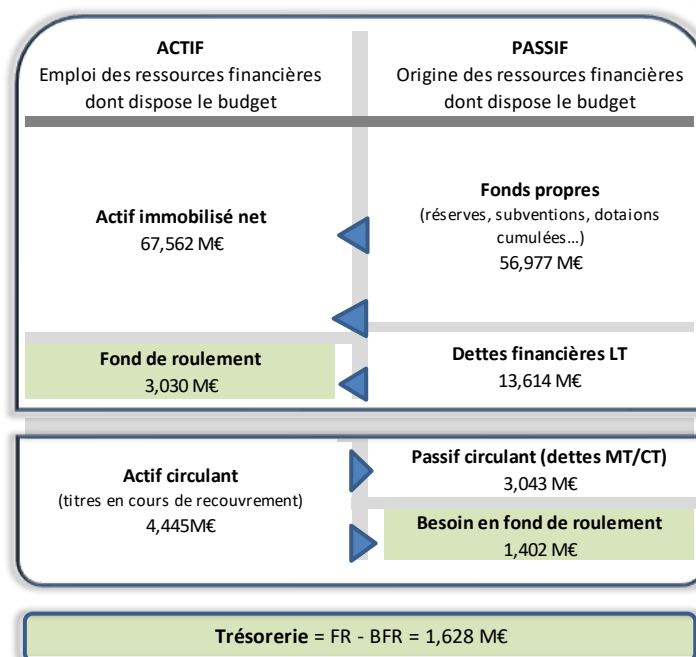 ACTIF
Emploi des ressources financières
dont dispose le budget
PASSIF
Origine des ressources financières
dont dispose le budget
Actif immobilisé net
67,562 M€
Fonds propres
(réserves, subventions, dotaions
cumulées...)
56,977 M€
Fond de roulement
3,030 M€
Dettes financières LT
13,614 M€
Actif circulant
(titres en cours de recouvrement)
4,445M€
Passif circulant (dettes MT/CT)
3,043 M€
Besoin en fond de roulement
1,402 M€
Trésorerie = FR - BFR = 1,628 M€